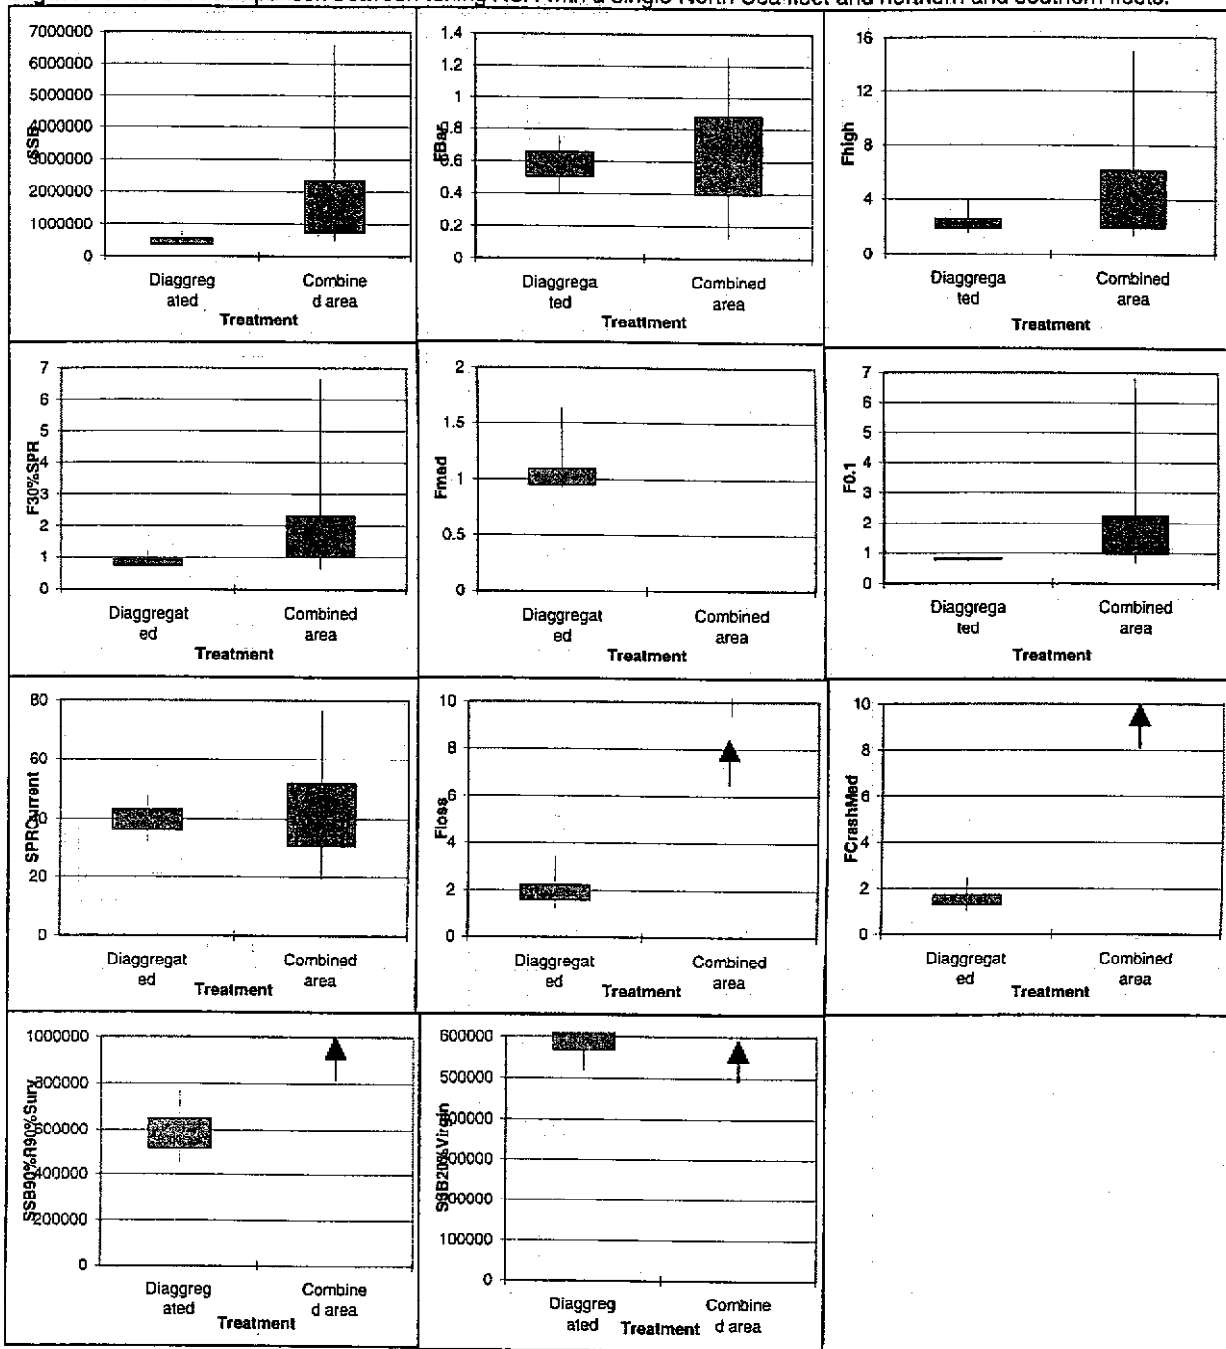 between tuning
with a single North Sea fleet and northern and southern fleets.
7000000
6000000
5000000
4000000
3000000
2000000
1000000
0
SSB
Diaggreg
ated
Combine
d area
Treatment
1.4
1.2
1
0.8
0.6
0.4
0.2
0
FBar
Diaggrega
ted
Combined
area
Treatment
16
12
8
4
0
Fhigh
Diaggrega
ted
Combined
area
Treatment
7
6
5
4
3
2
1
0
F30%SPR
Diaggregat
ed
Combined
area
Treatment
2
1.5
1
0.5
0
Fmed
Diaggregat
ed
Combined
area
Treatment
7
6
5
4
3
2
1
0
F0.1
Diaggrega
ted
Combined
area
Treatment
80
60
40
20
0
SPRCurrent
Diaggregat
ed
Combined
area
Treatment
10
8
6
4
2
0
Floss
Diaggregat
ed
Combined
area
Treatment
10
8
6
4
2
0
FCrashMed
Diaggregat
ed
Combined
area
Treatment
1000000
800000
600000
400000
200000
0
SSB90%R90%Surv
Diaggreg
ated
Combine
d area
Treatment
600000
500000
400000
300000
200000
100000
0
SSB20%Virgin
Diaggreg
ated
Combine
d area
Treatment